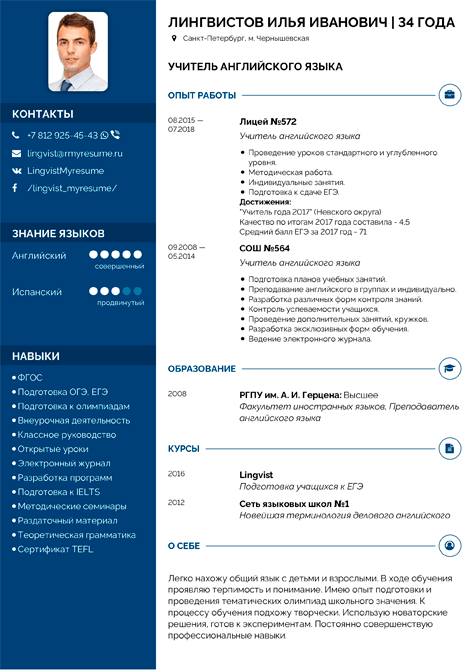 ЛИНГВИСТОВ ИЛЬЯ ИВАНОВИЧ | 34 ГОДА
Санкт-Петербург, м. Чернышевская
УЧИТЕЛЬ АНГЛИЙСКОГО ЯЗЫКА
КОНТАКТЫ
+7 812 925-45-43
lingvist@rmyresume.ru
LingvistMyresume
/lingvist_myresume/
ЗНАНИЕ ЯЗЫКОВ
Английский
совершенный
Испанский
продвинутый
НАВЫКИ
• ФГОС
• Подготовка ОГЭ, ЕГЭ
• Подготовка к олимпиадам
• Внеурочная деятельность
• Классное руководство
• Открытые уроки
• Электронный журнал
• Разработка программ
• Подготовка к IELTS
• Методические семинары
• Раздаточный материал
• Теоретическая грамматика
• Сертификат TEFL
ОПЫТ РАБОТЫ
08.2015 —
07.2018
Лицей №572
Учитель английского языка
• Проведение уроков стандартного и углубленного
уровня.
• Методическая работа.
• Индивидуальные занятия.
• Подготовка к сдаче ЕГЭ.
Достижения:
"Учитель года 2017" (Невского округа)
Качество по итогам 2017 года составила - 4,5
Средний балл ЕГЭ за 2017 год - 71
09.2008 —
05.2014
СОШ №564
Учитель английского языка
• Подготовка планов учебных занятий.
• Преподавание английского в группах и индивидуально.
• Разработка различных форм контроля знаний.
• Контроль успеваемости учащихся.
• Проведение дополнительных занятий, кружков.
• Разработка эксклюзивных форм обучения.
• Ведение электронного журнала.
ОБРАЗОВАНИЕ
2008
РГПУ им. А. И. Герцена: Высшее
Факультет иностранных языков, Преподаватель
английского языка
КУРСЫ
2016
Lingvist
Подготовка учащихся к ЕГЭ
2012
Сеть языковых школ №1
Новейшая терминология делового английского
О СЕБЕ
Легко нахожу общий язык с детьми и взрослыми. В ходе обучения
проявляю терпимость и понимание. Имею опыт подготовки и
проведения тематических олимпиад школьного значения. К
процессу обучения подхожу творчески. Использую новаторские
решения, готов к экспериментам. Постоянно совершенствую
профессиональные навыки.